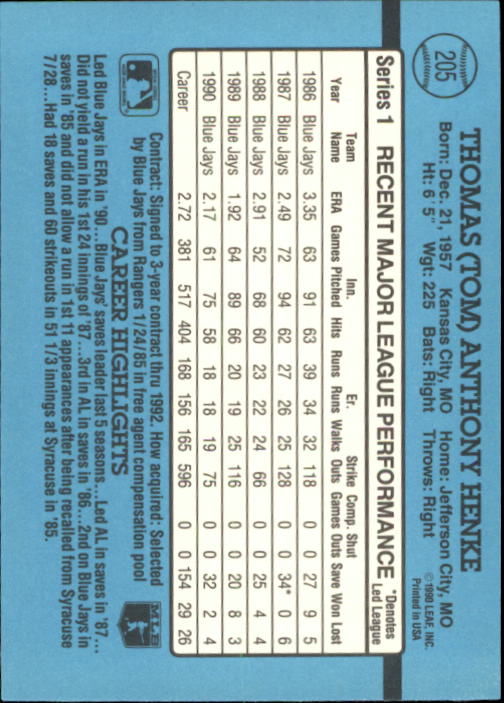 205
THOMAS (TOM) ANTHONY HENKE
Born: Dec. 21, 1957 Kansas City, MO Home: Jefferson City, MO
Ht: 6' 5" Wgt: 225 Bats: Right Throws: Right
©1990 LEAF, INC.
Printed in USA
Series 1 RECENT MAJOR LEAGUE PERFORMANCE
*Denotes
Led League
Inn. Er. Strike Comp. Shut
Year Team Name ERA Games Pitched Hits Runs Runs Walks Outs Games Outs Save Won Lost
1986 Blue Jays 3.35 63 91 63 39 34 32 118 0 0 27 9 5
1987 Blue Jays 2.49 72 94 62 27 26 25 128 0 0 34* 0 6
1988 Blue Jays 2.91 52 68 60 23 22 24 66 0 0 25 4 4
1989 Blue Jays 1.92 64 89 66 20 19 25 116 0 0 20 8 3
1990 Blue Jays 2.17 61 75 58 18 18 19 75 0 0 32 2 4
Career 2.72 381 517 404 168 156 165 596 0 0 154 29 26
Contract: Signed to 3-year contract thru 1992. How acquired: Selected
by Blue Jays from Rangers 1/24/85 in free agent compensation pool
CAREER HIGHLIGHTS
MLB
Led Blue Jays in ERA in '90...Blue Jays' saves leader last 5 seasons...Led AL in saves in '87...
Did not yield a run in his 1st 24 innings of '87...3rd in AL in saves in '86...2nd on Blue Jays in
saves in '85 and did not allow a run in 1st 11 appearances after being recalled from Syracuse
7/28...Had 18 saves and 60 strikeouts in 51 1/3 innings at Syracuse in '85.